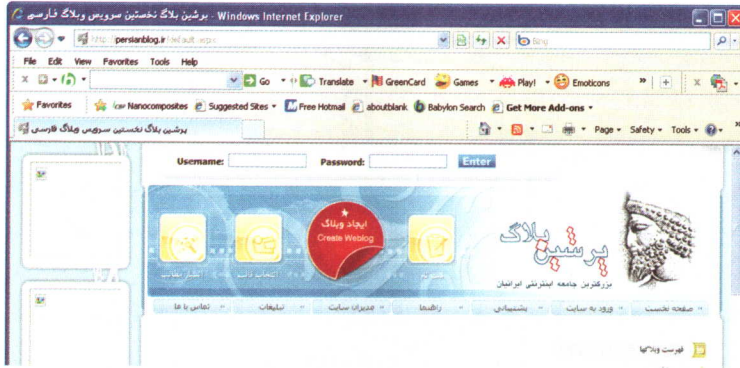 پرشین بلاگ نخستین سرویس وبلاگ فارسی - Windows Internet Explorer
persianblog.ir
Bing
File Edit View Favorites Tools Help
Go Translate GreenCard Games Play! Emoticons »
Favorites Nanocomposites Suggested Sites Free Hotmail aboutblank Babylon Search Get More Add-ons
پرشین بلاگ نخستین سرویس وبلاگ فارسی
Page Safety Tools »
Username: Password: Enter
ایجاد وبلاگ
Create Weblog
انتخاب قالب
پرشین بلاگ
بزرگترین جامعه اینترنتی ایرانیان
صفحه نخست ورود به سایت پشتیبانی راهنما مدیران سایت تبلیغات تماس با ما
فهرست وبلاگها